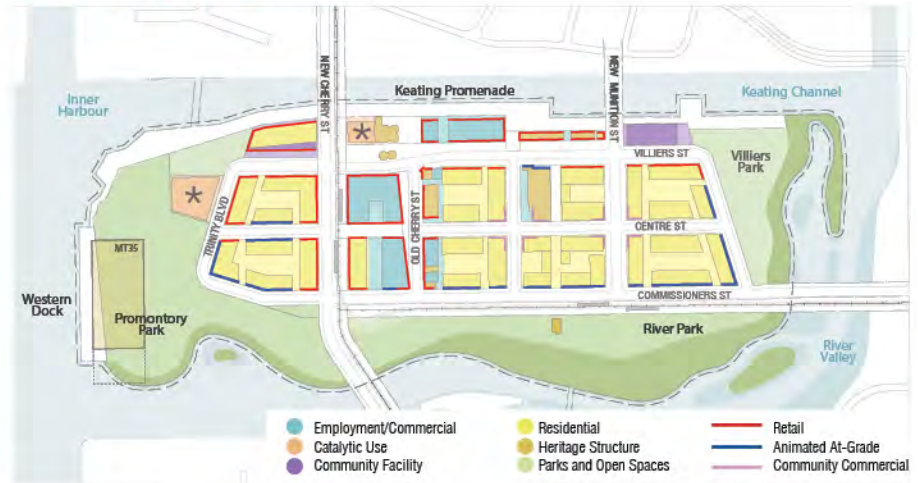 Inner
Harbour
NEW CHERRY ST
Keating Promenade
NEW MUNITION ST
Keating Channel
*
VILLIERS ST
Villiers
Park
*
TRINITY BLVD
OLD CHERRY ST
CENTRE ST
MT35
COMMISSIONERS ST
Western
Dock
Promontory
Park
River Park
River
Valley
Employment/Commercial
Catalytic Use
Community Facility
Residential
Heritage Structure
Parks and Open Spaces
Retail
Animated At-Grade
Community Commercial